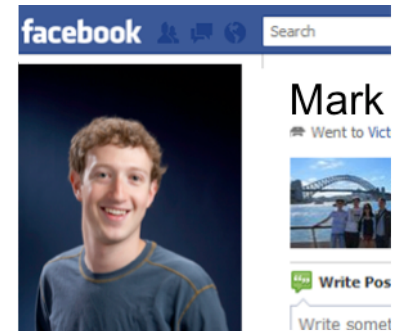 facebook
Search
Mark
Went to Vict
Write Pos
Write somet